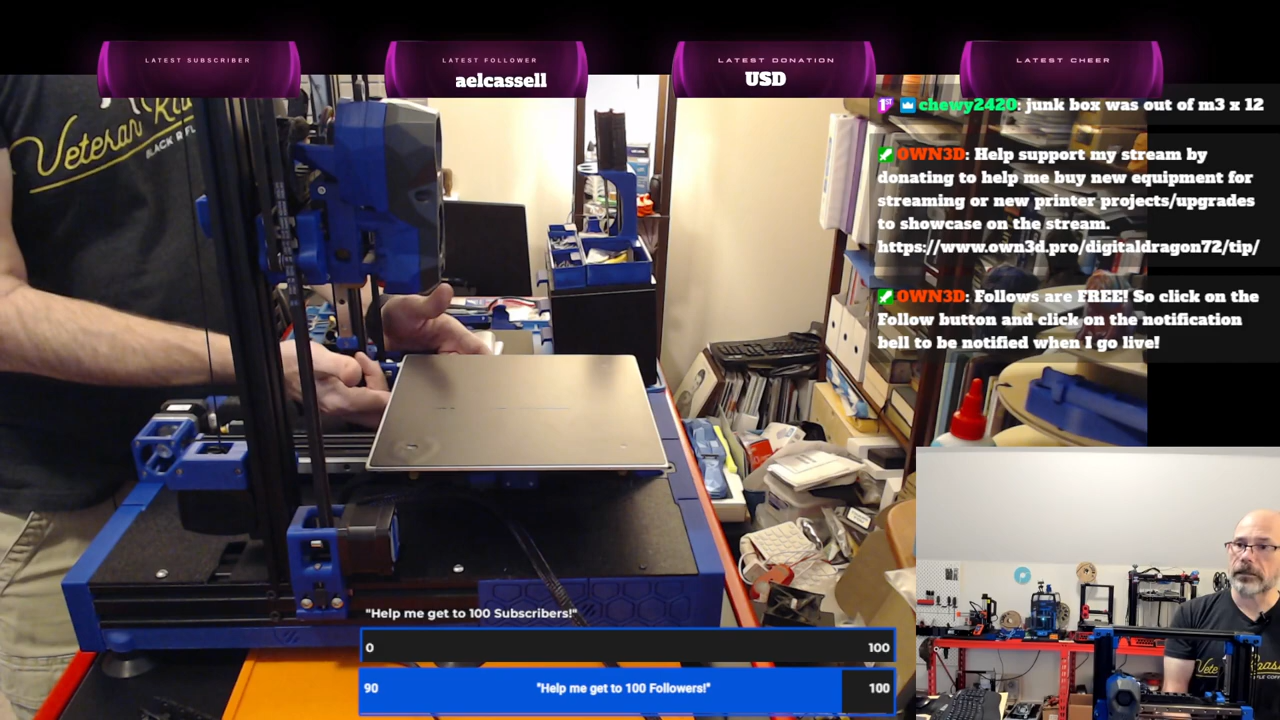 LATEST SUBSCRIBER
LATEST FOLLOWER
aelcassell
LATEST DONATION
USD
LATEST CHEER
1ST chewy2420: junk box was out of m3 x 12
OWN3D: Help support my stream by
donating to help me buy new equipment for
streaming or new printer projects/upgrades
to showcase on the stream.
https://www.own3d.pro/digitaldragon72/tip/
OWN3D: Follows are FREE! So click on the
Follow button and click on the notification
bell to be notified when I go live!
Veteran
BLACK R
"Help me get to 100 Subscribers!"
0 100
90 "Help me get to 100 Followers!" 100